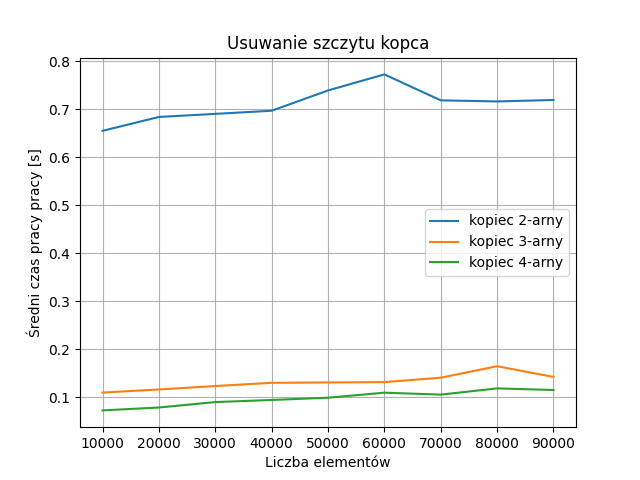 Usuwanie szczytu kopca
0.8
0.7
0.6
0.5
0.4
0.3
0.2
0.1
Średni czas pracy pracy [s]
kopiec 2-arny
kopiec 3-arny
kopiec 4-arny
10000 20000 30000 40000 50000 60000 70000 80000 90000
Liczba elementów